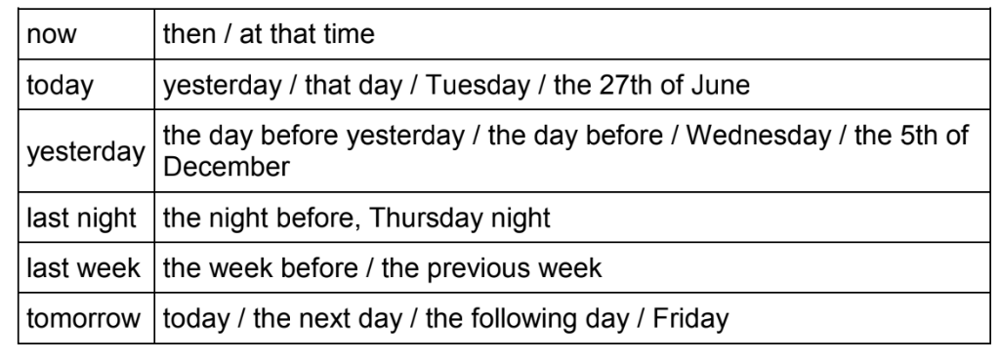 now then / at that time
today yesterday / that day / Tuesday / the 27th of June
yesterday the day before yesterday / the day before / Wednesday / the 5th of
December
last night the night before, Thursday night
last week the week before / the previous week
tomorrow today / the next day / the following day / Friday